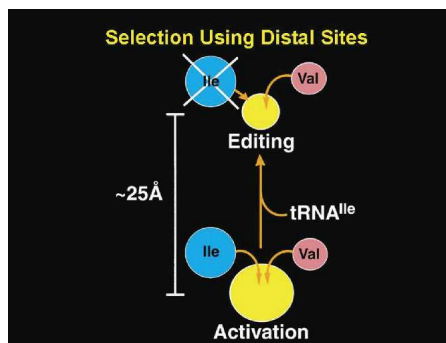 Selection Using Distal Sites
Ile
Val
Editing
~25Å
tRNAIle
Ile
Val
Activation